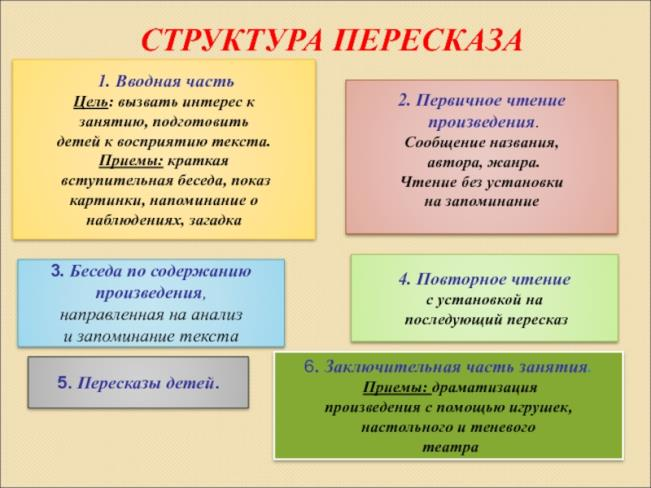 СТРУКТУРА ПЕРЕСКАЗА
1. Вводная часть
Цель: вызвать интерес к
занятию, подготовить
детей к восприятию текста.
Приемы: краткая
вступительная беседа, показ
картинки, напоминание о
наблюдениях, загадка
2. Первичное чтение
произведения.
Сообщение названия,
автора, жанра.
Чтение без установки
на запоминание
3. Беседа по содержанию
произведения,
направленная на анализ
и запоминание текста
4. Повторное чтение
с установкой на
последующий пересказ
5. Пересказы детей.
6. Заключительная часть занятия.
Приемы: драматизация
произведения с помощью игрушек,
настольного и теневого
театра